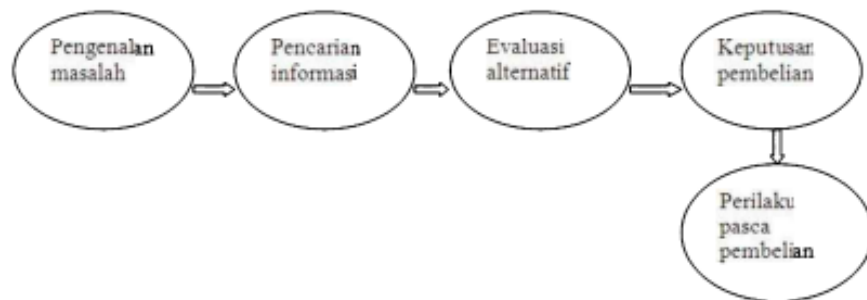 Pengenalan
masalah
Pencarian
informasi
Evaluasi
alternatif
Keputusan
pembelian
Perilaku
pasca
pembelian